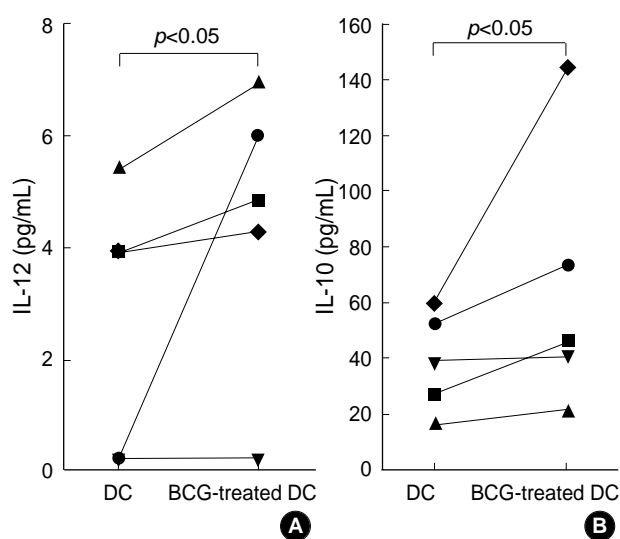 8
6
4
2
0
IL-12 (pg/mL)
p<0.05
DC BCG-treated DC
A
160
140
120
100
80
60
40
20
0
IL-10 (pg/mL)
p<0.05
DC BCG-treated DC
B